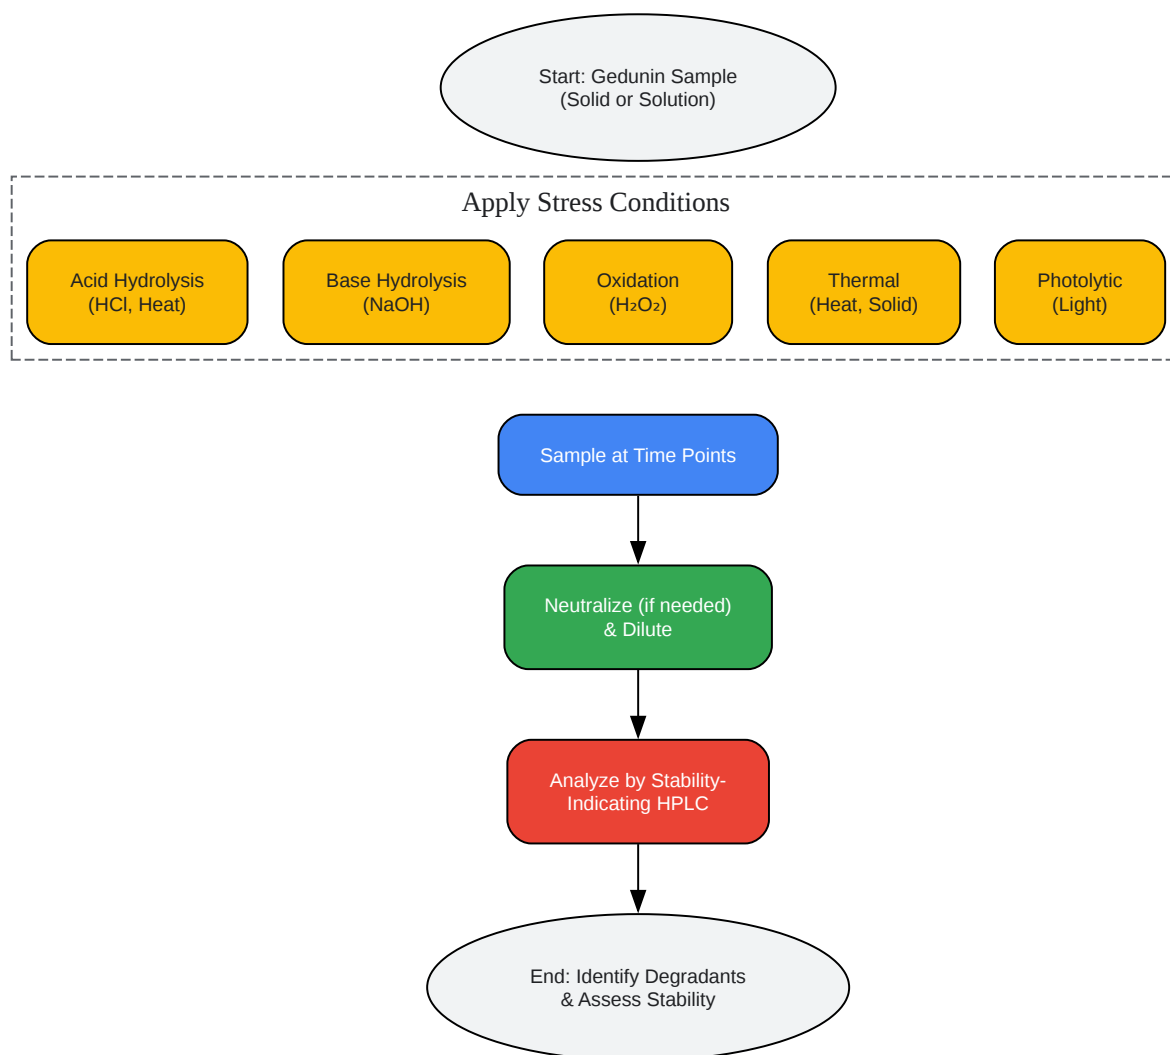 Start: Gedunin Sample
(Solid or Solution)
Apply Stress Conditions
Acid Hydrolysis
(HCl, Heat)
Base Hydrolysis
(NaOH)
Oxidation
(H₂O₂)
Thermal
(Heat, Solid)
Photolytic
(Light)
Sample at Time Points
Neutralize (if needed)
& Dilute
Analyze by Stability-
Indicating HPLC
End: Identify Degradants
& Assess Stability